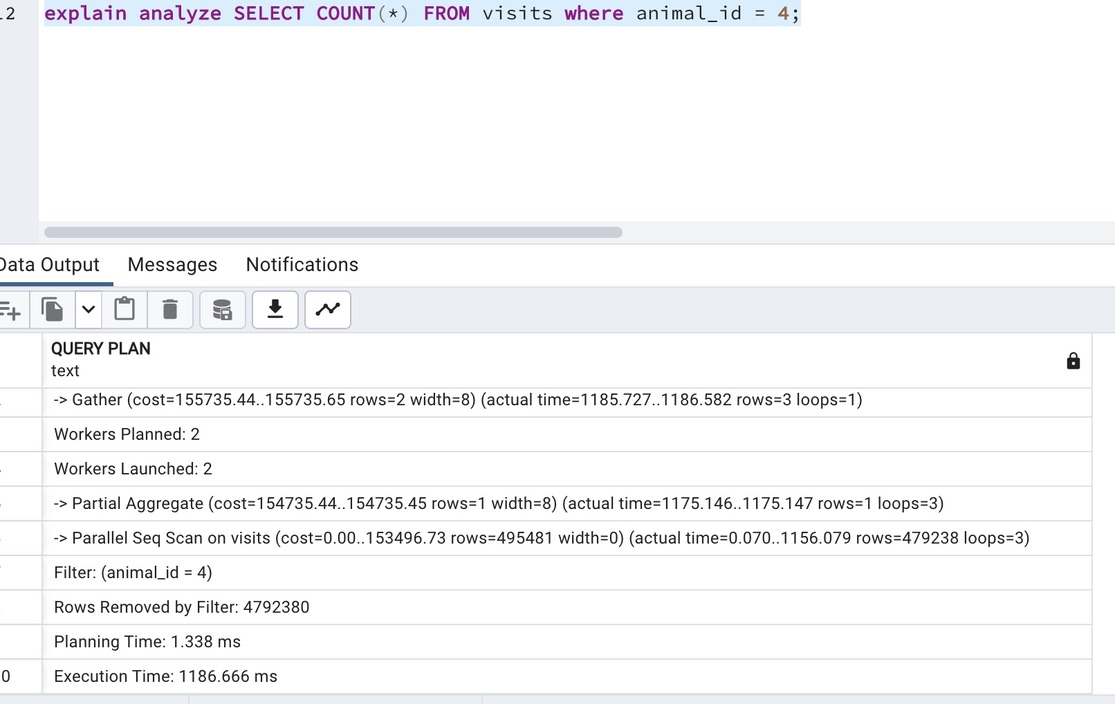 12 explain analyze SELECT COUNT(*) FROM visits where animal_id = 4;
Data Output Messages Notifications
QUERY PLAN
text
-> Gather (cost=155735.44..155735.65 rows=2 width=8) (actual time=1185.727..1186.582 rows=3 loops=1)
Workers Planned: 2
Workers Launched: 2
-> Partial Aggregate (cost=154735.44..154735.45 rows=1 width=8) (actual time=1175.146..1175.147 rows=1 loops=3)
-> Parallel Seq Scan on visits (cost=0.00..153496.73 rows=495481 width=0) (actual time=0.070..1156.079 rows=479238 loops=3)
Filter: (animal_id = 4)
Rows Removed by Filter: 4792380
Planning Time: 1.338 ms
0 Execution Time: 1186.666 ms